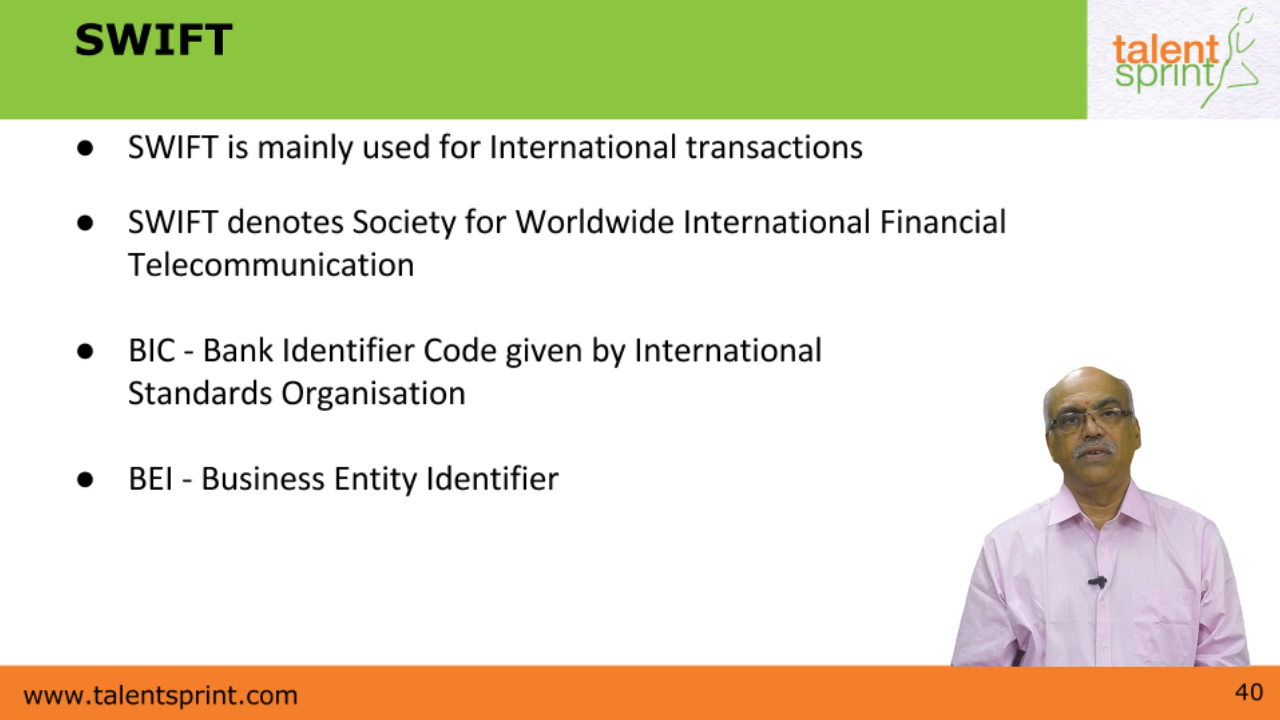 SWIFT
talent
sprint
● SWIFT is mainly used for International transactions
● SWIFT denotes Society for Worldwide International Financial
Telecommunication
● BIC - Bank Identifier Code given by International
Standards Organisation
● BEI - Business Entity Identifier
www.talentsprint.com
40